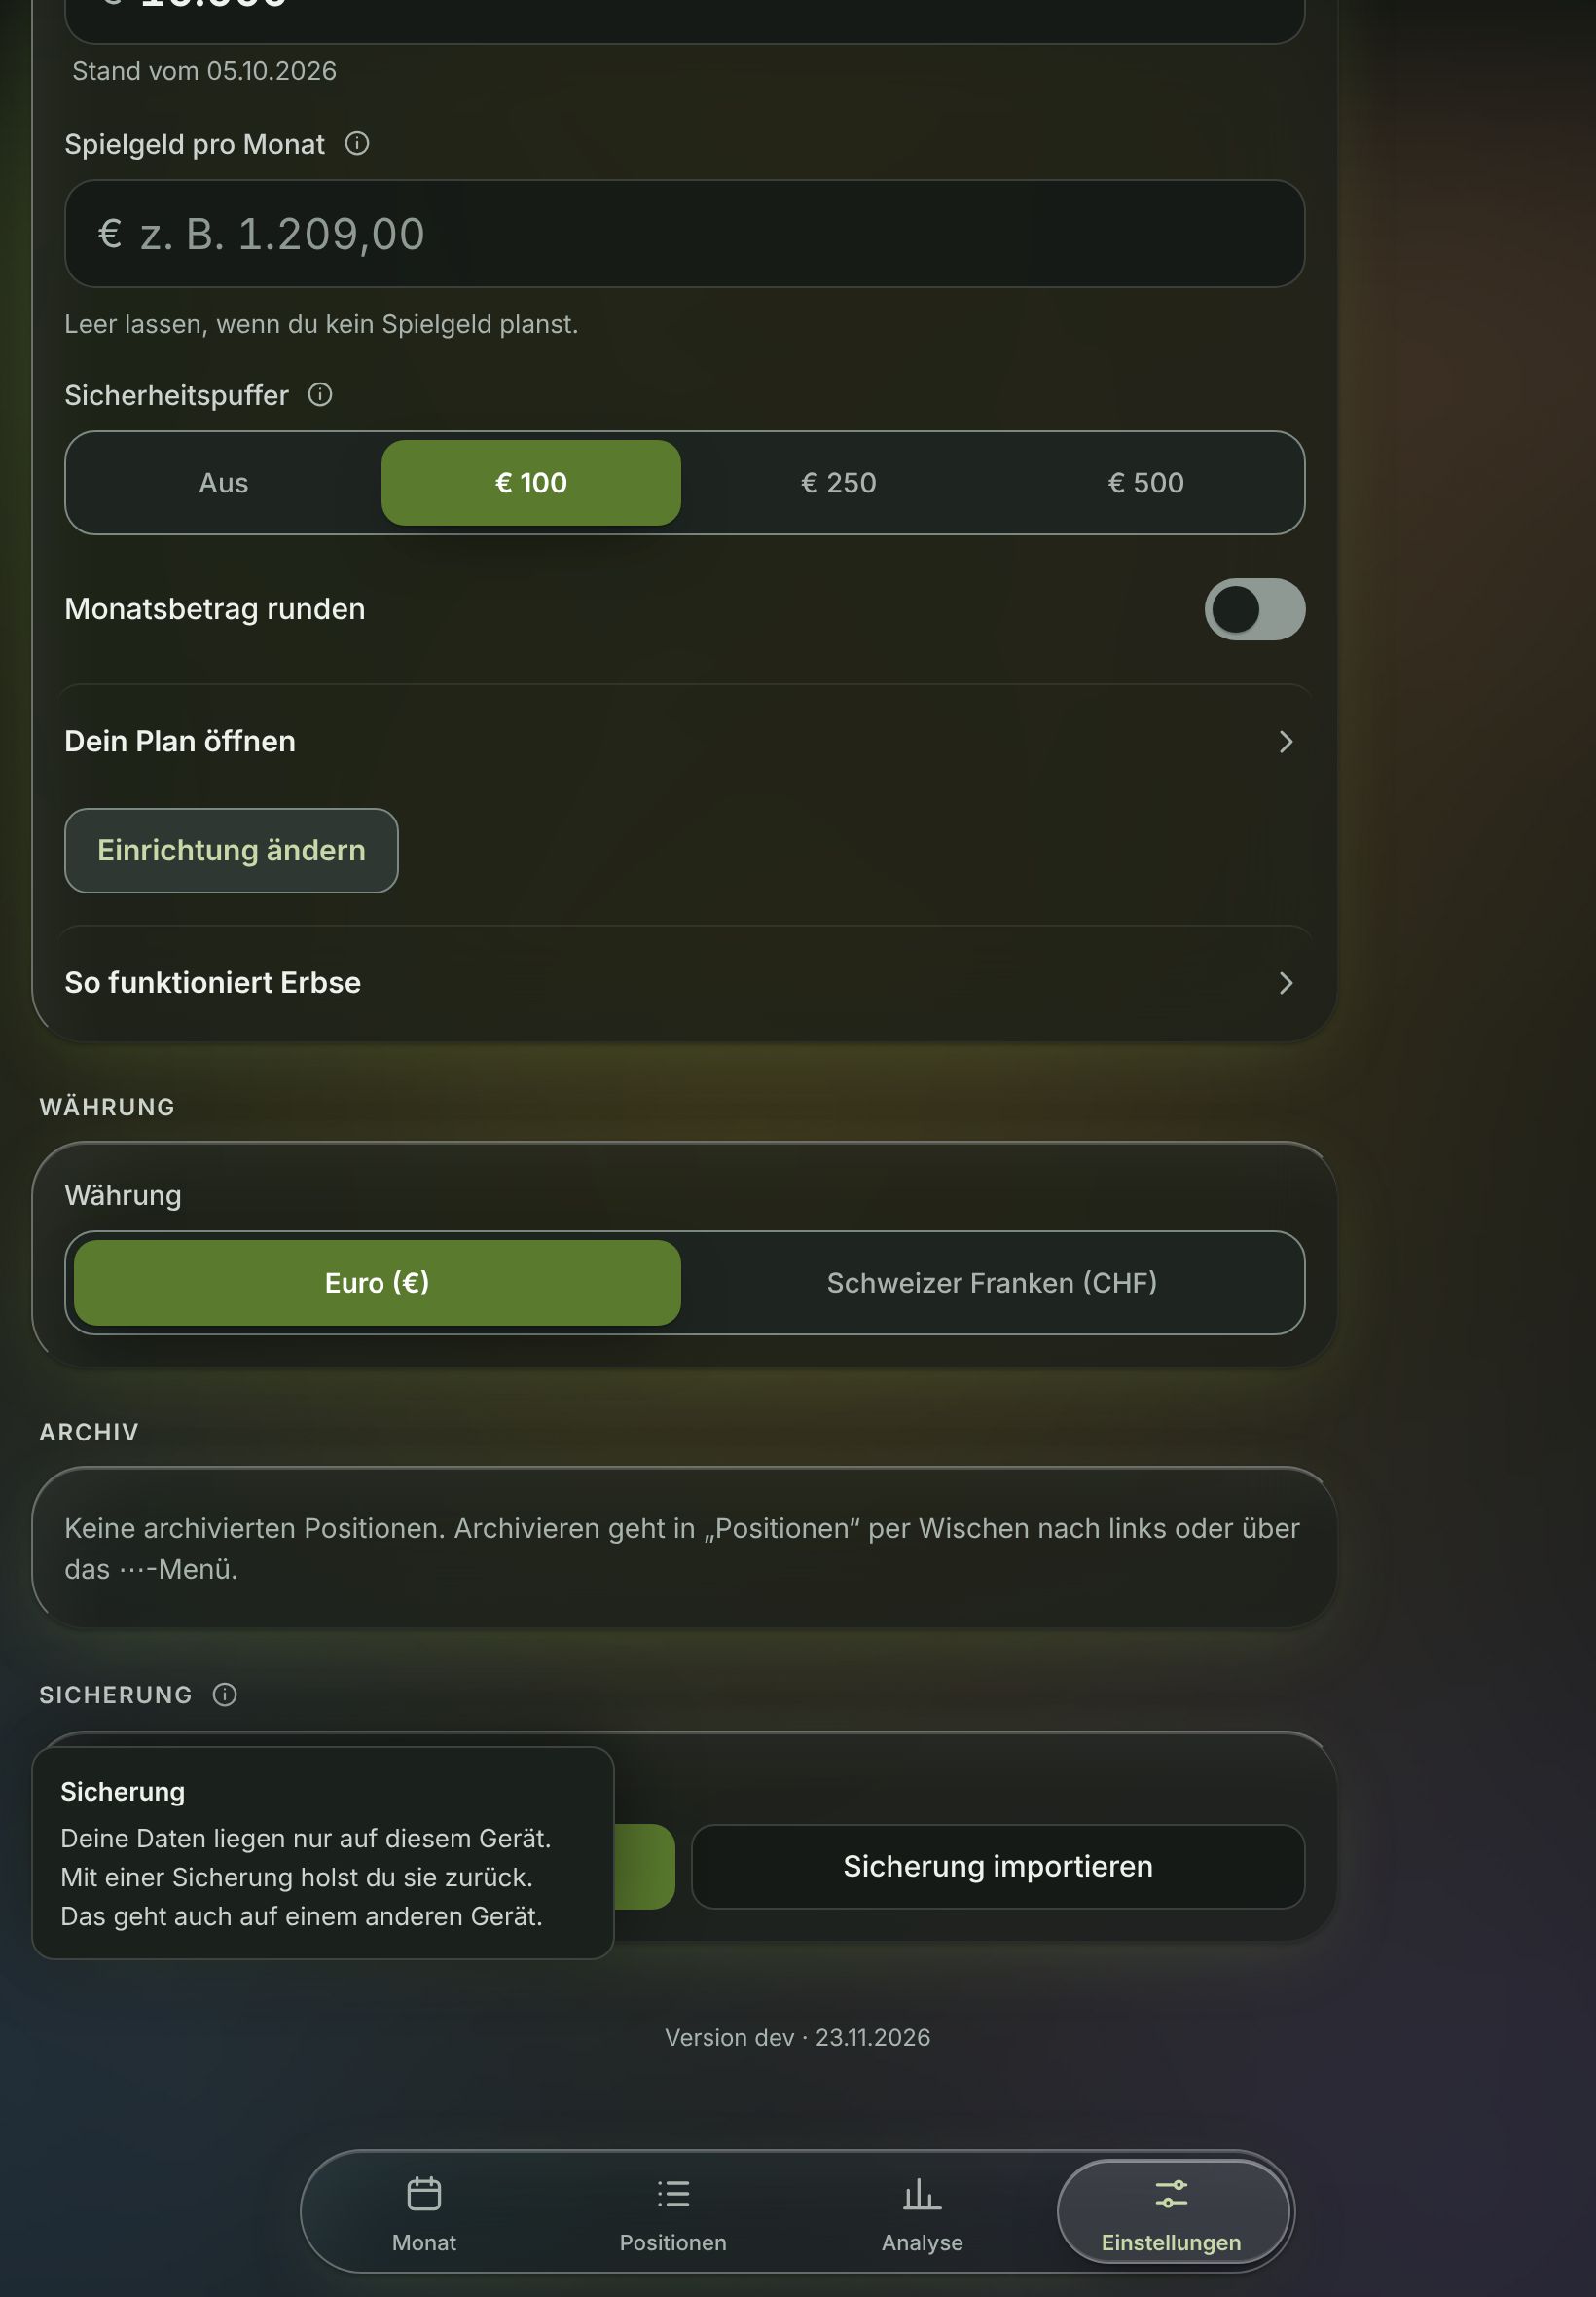 Stand vom 05.10.2026
Spielgeld pro Monat
€ z. B. 1.209,00
Leer lassen, wenn du kein Spielgeld planst.
Sicherheitspuffer
Aus € 100 € 250 € 500
Monatsbetrag runden
Dein Plan öffnen
Einrichtung ändern
So funktioniert Erbse
WÄHRUNG
Währung
Euro (€) Schweizer Franken (CHF)
ARCHIV
Keine archivierten Positionen. Archivieren geht in „Positionen“ per Wischen nach links oder über
das ···-Menü.
SICHERUNG
Sicherung
Deine Daten liegen nur auf diesem Gerät.
Mit einer Sicherung holst du sie zurück.
Das geht auch auf einem anderen Gerät.
Sicherung importieren
Version dev · 23.11.2026
Monat Positionen Analyse Einstellungen